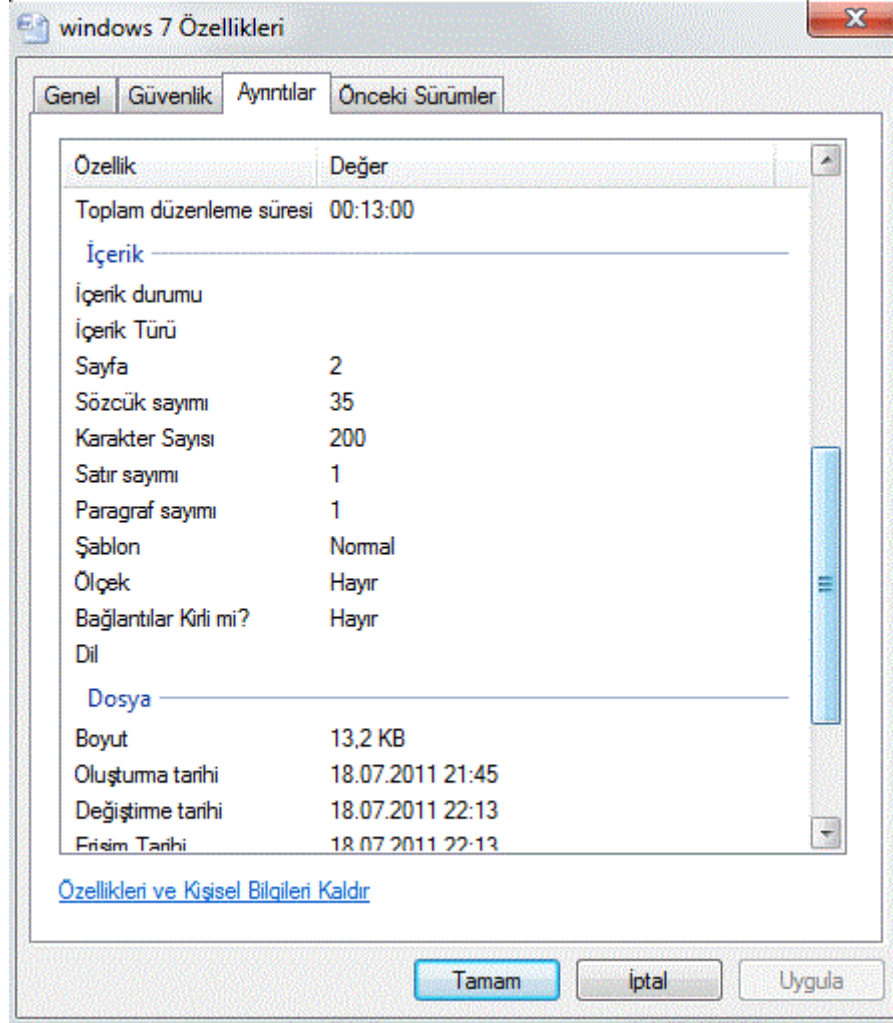 windows 7 Özellikleri
Genel Güvenlik Ayrıntılar Önceki Sürümler
Özellik Değer
Toplam düzenleme süresi 00:13:00
İçerik
İçerik durumu
İçerik Türü
Sayfa 2
Sözcük sayımı 35
Karakter Sayısı 200
Satır sayımı 1
Paragraf sayımı 1
Şablon Normal
Ölçek Hayır
Bağlantılar Kirli mi? Hayır
Dil
Dosya
Boyut 13,2 KB
Oluşturma tarihi 18.07.2011 21:45
Değiştirme tarihi 18.07.2011 22:13
Erişim Tarihi 18.07.2011 22:13
Özellikleri ve Kişisel Bilgileri Kaldır
Tamam İptal Uygula